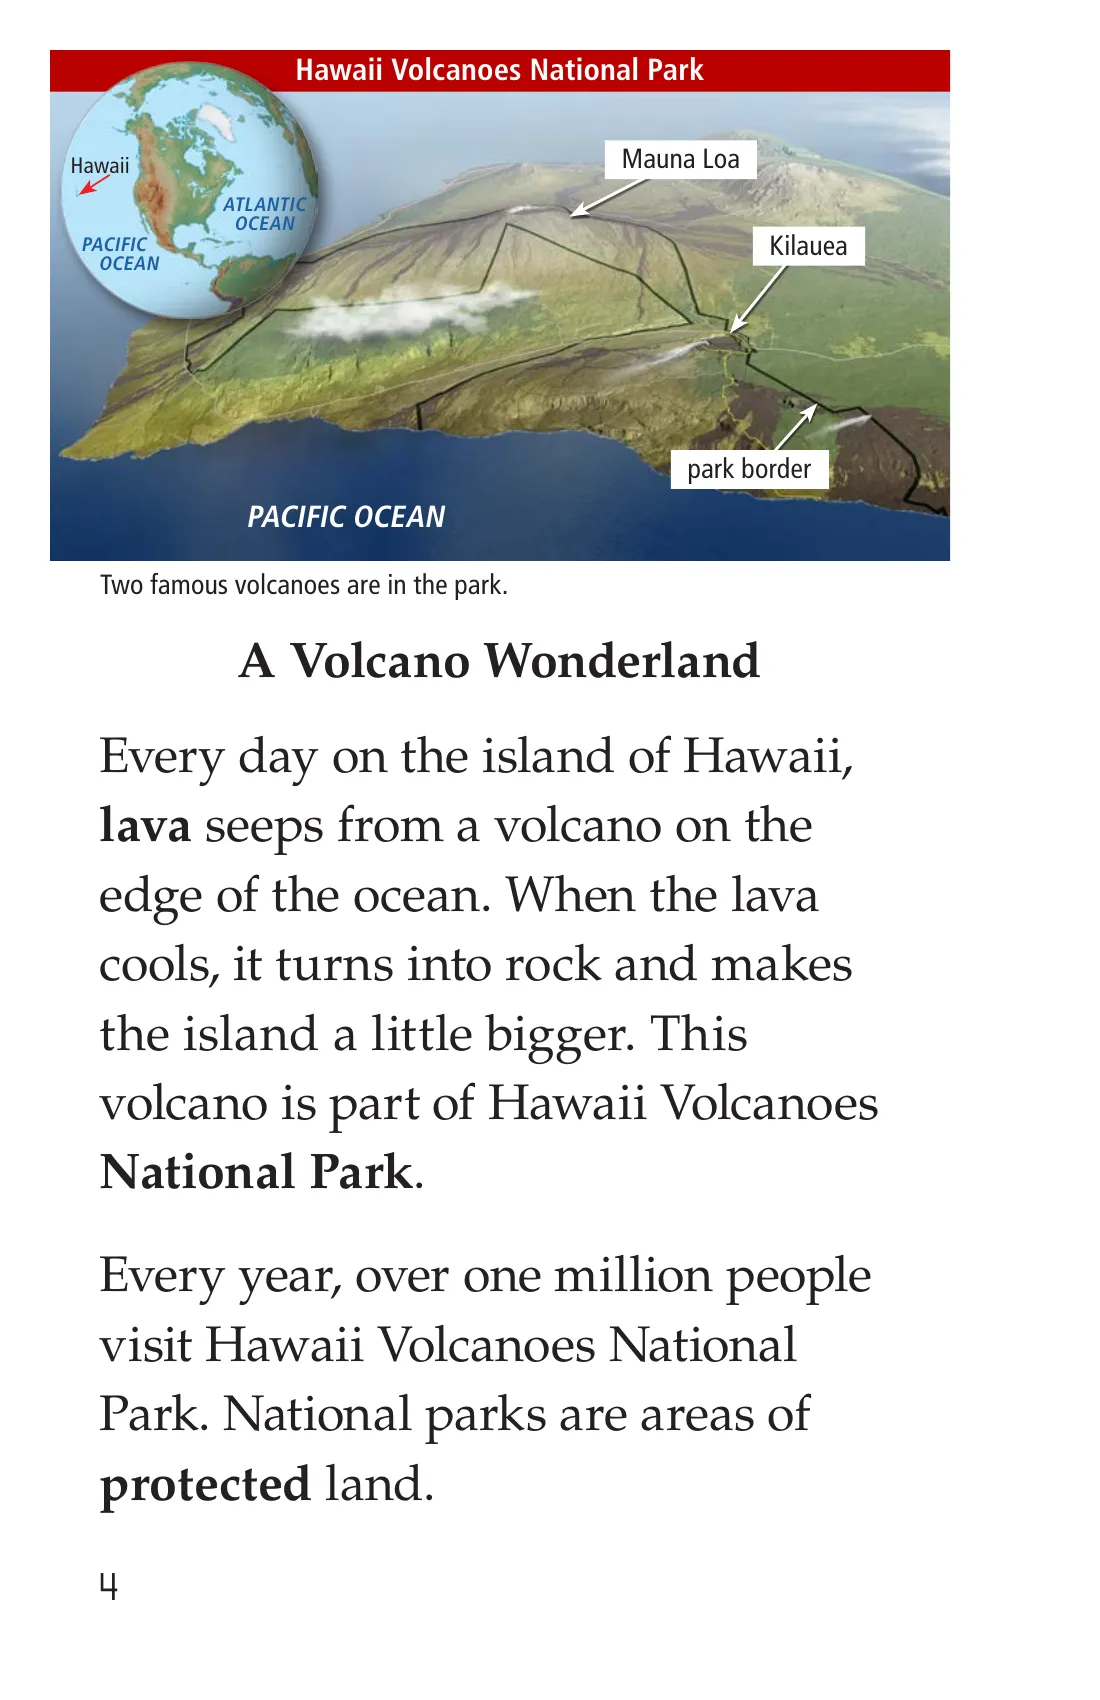 Hawaii Volcanoes National Park
Hawaii
ATLANTIC
OCEAN
PACIFIC
OCEAN
Mauna Loa
Kilauea
park border
PACIFIC OCEAN
Two famous volcanoes are in the park.
A Volcano Wonderland
Every day on the island of Hawaii,
lava seeps from a volcano on the
edge of the ocean. When the lava
cools, it turns into rock and makes
the island a little bigger. This
volcano is part of Hawaii Volcanoes
National Park.
Every year, over one million people
visit Hawaii Volcanoes National
Park. National parks are areas of
protected land.
4